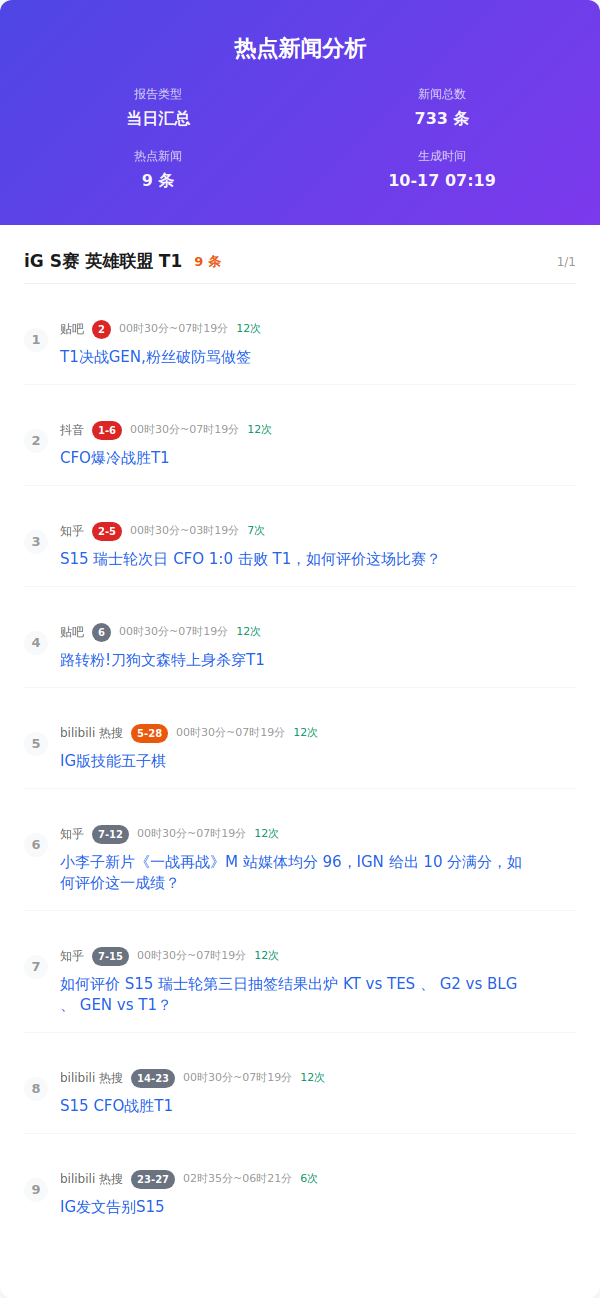 热点新闻分析
报告类型
新闻总数
当日汇总
733 条
热点新闻
生成时间
9 条
10-17 07:19
iG S赛 英雄联盟 T1 9 条 1/1
1
贴吧 2 00时30分~07时19分 12次
T1决战GEN,粉丝破防骂做签
2
抖音 1-6 00时30分~07时19分 12次
CFO爆冷战胜T1
3
知乎 2-5 00时30分~03时19分 7次
S15 瑞士轮次日 CFO 1:0 击败 T1，如何评价这场比赛？
4
贴吧 6 00时30分~07时19分 12次
路转粉!刀狗文森特上身杀穿T1
5
bilibili 热搜 5-28 00时30分~07时19分 12次
IG版技能五子棋
6
知乎 7-12 00时30分~07时19分 12次
小李子新片《一战再战》M 站媒体均分 96，IGN 给出 10 分满分，如
何评价这一成绩？
7
知乎 7-15 00时30分~07时19分 12次
如何评价 S15 瑞士轮第三日抽签结果出炉 KT vs TES 、 G2 vs BLG
、 GEN vs T1？
8
bilibili 热搜 14-23 00时30分~07时19分 12次
S15 CFO战胜T1
9
bilibili 热搜 23-27 02时35分~06时21分 6次
IG发文告别S15